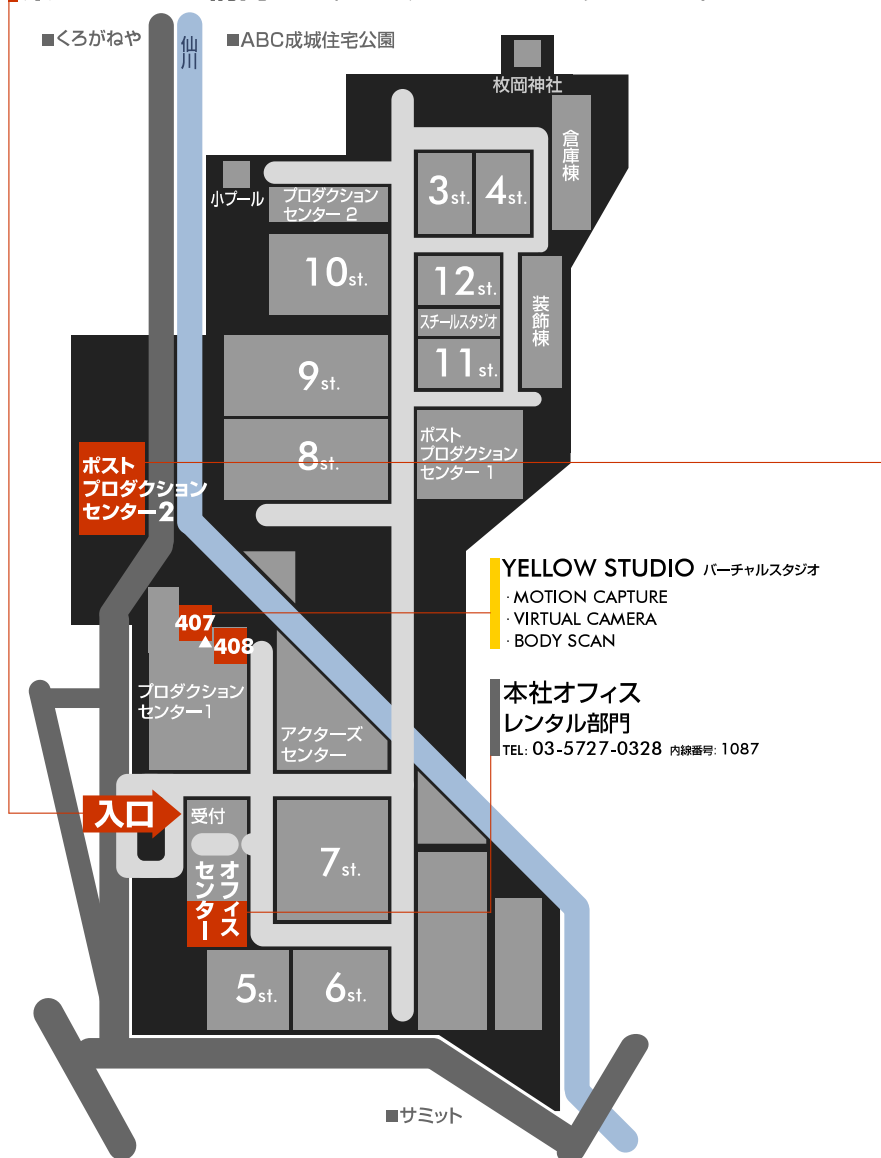 ■くろがねや
仙川
■ABC成城住宅公園
枚岡神社
倉庫棟
小プール
プロダクション
センター 2
3st.
4st.
10st.
12st.
スチールスタジオ
11st.
装飾棟
9st.
8st.
ポスト
プロダクション
センター 1
ポスト
プロダクション
センター2
YELLOW STUDIO バーチャルスタジオ
· MOTION CAPTURE
· VIRTUAL CAMERA
· BODY SCAN
407
408
プロダクション
センター1
アクターズ
センター
本社オフィス
レンタル部門
TEL: 03-5727-0328 内線番号: 1087
入口
受付
オフィス
センター
7st.
5st.
6st.
■サミット